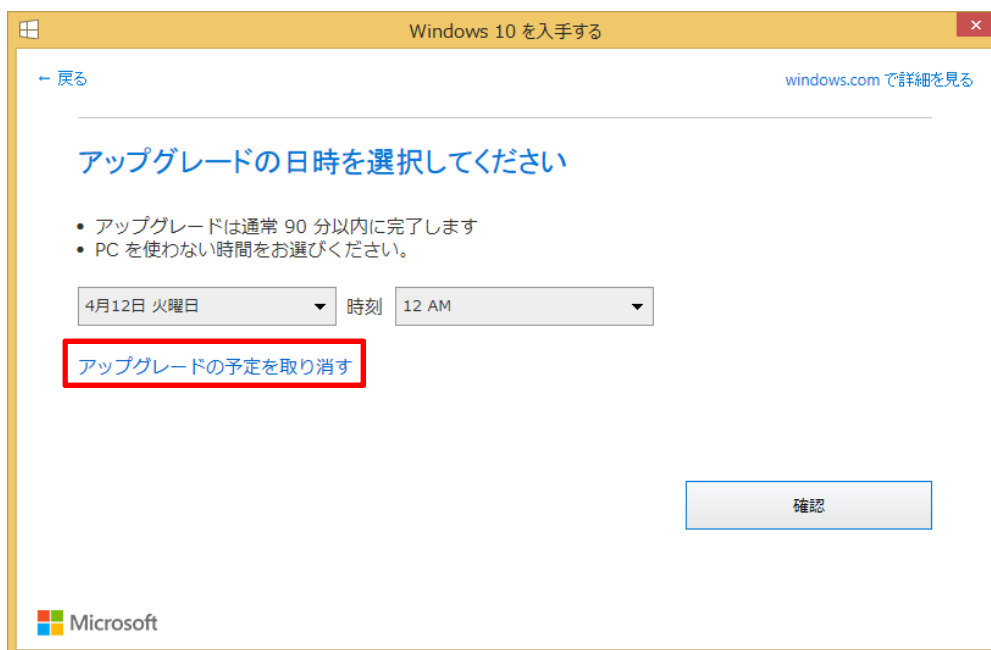 Windows 10 を入手する
← 戻る
windows.com で詳細を見る
アップグレードの日時を選択してください
• アップグレードは通常 90 分以内に完了します
• PC を使わない時間をお選びください。
4月12日 火曜日 時刻 12 AM
アップグレードの予定を取り消す
確認
Microsoft